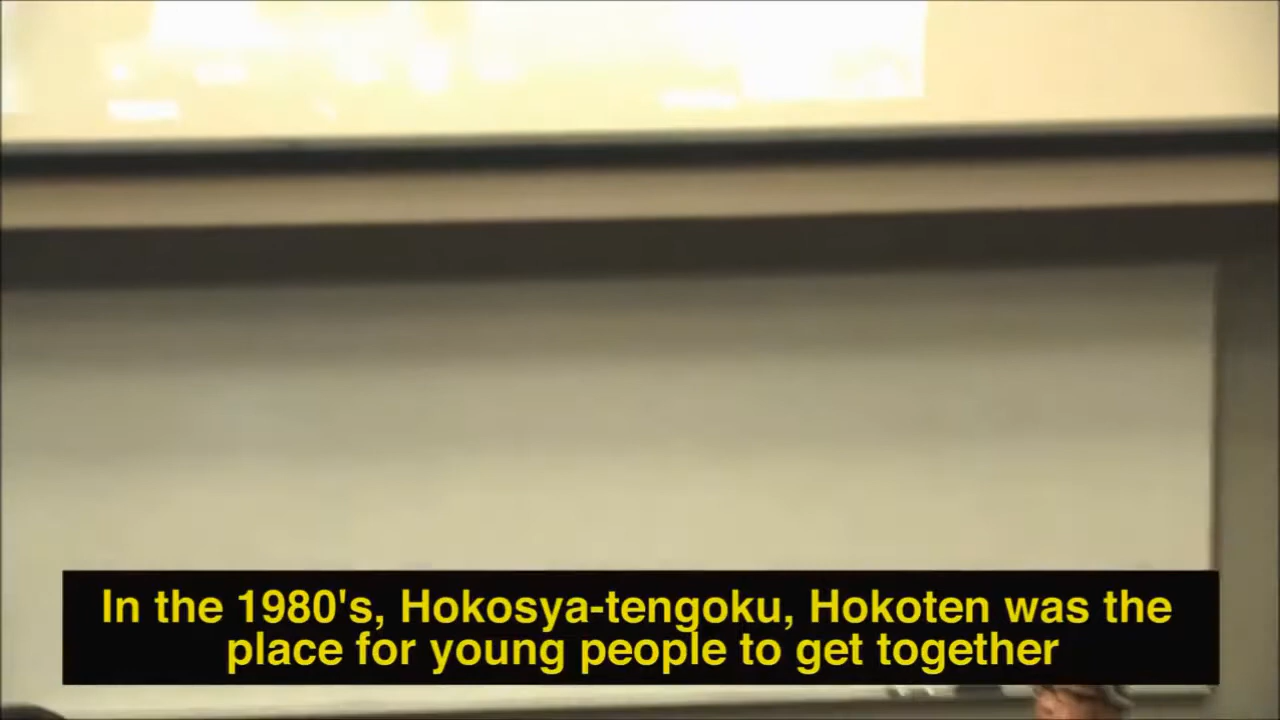 In the 1980's, Hokosya-tengoku, Hokoten was the
place for young people to get together